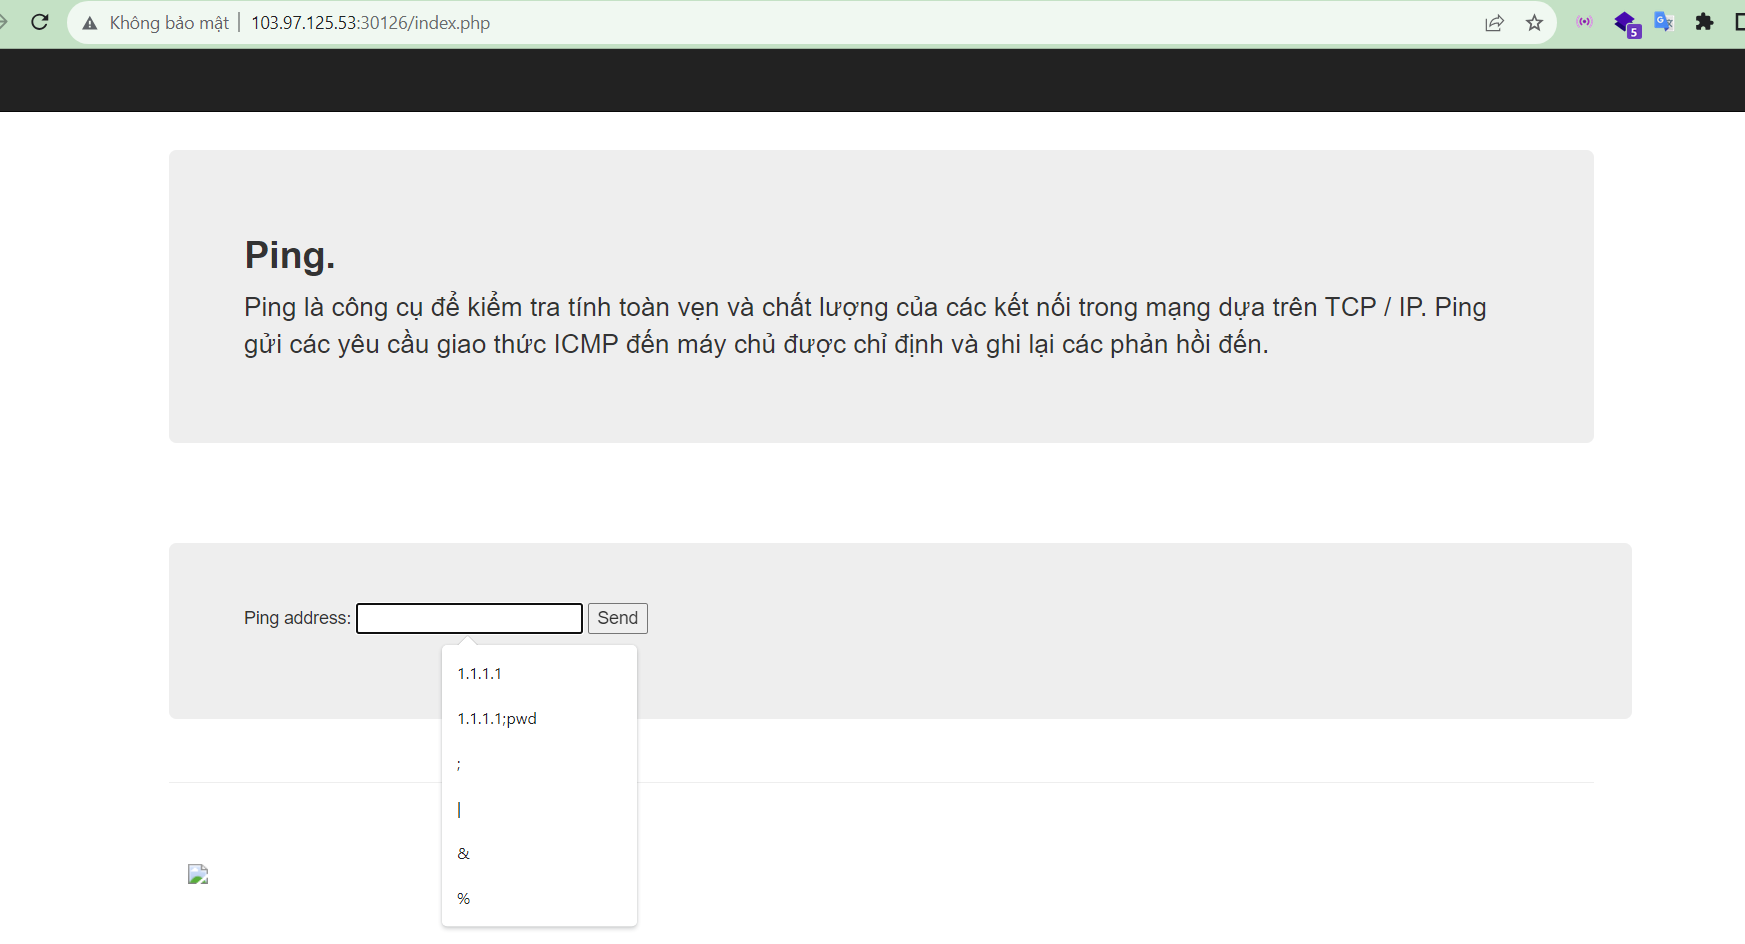 Không bảo mật | 103.97.125.53:30126/index.php
5
G
Ping.
Ping là công cụ để kiểm tra tính toàn vẹn và chất lượng của các kết nối trong mạng dựa trên TCP / IP. Ping
gửi các yêu cầu giao thức ICMP đến máy chủ được chỉ định và ghi lại các phản hồi đến.
Ping address: Send
1.1.1.1
1.1.1.1;pwd
;
|
&
%